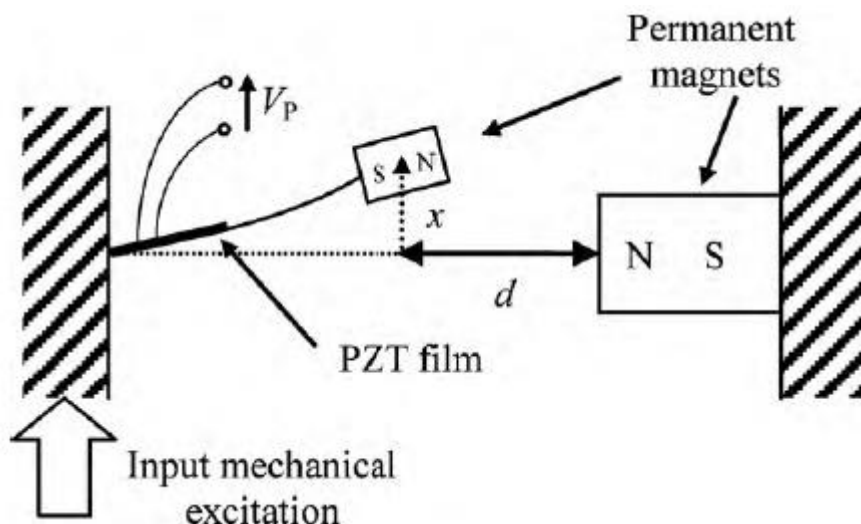 Permanent
magnets
V_P
S N
x
N S
d
PZT film
Input mechanical
excitation